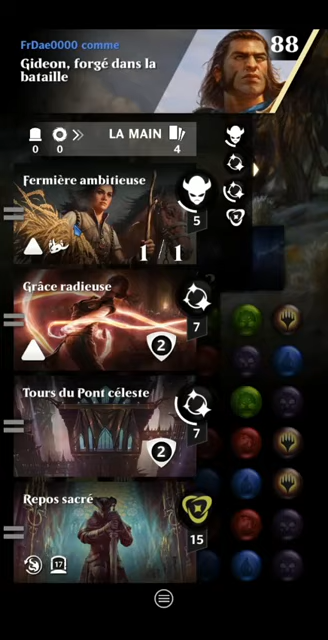 FrDae0000 comme
88
Gideon, forgé dans la
bataille
LA MAIN
0 0 4
Fermière ambitieuse
5
1 / 1
Grâce radieuse
7
2
Tours du Pont céleste
7
2
Repos sacré
17
15